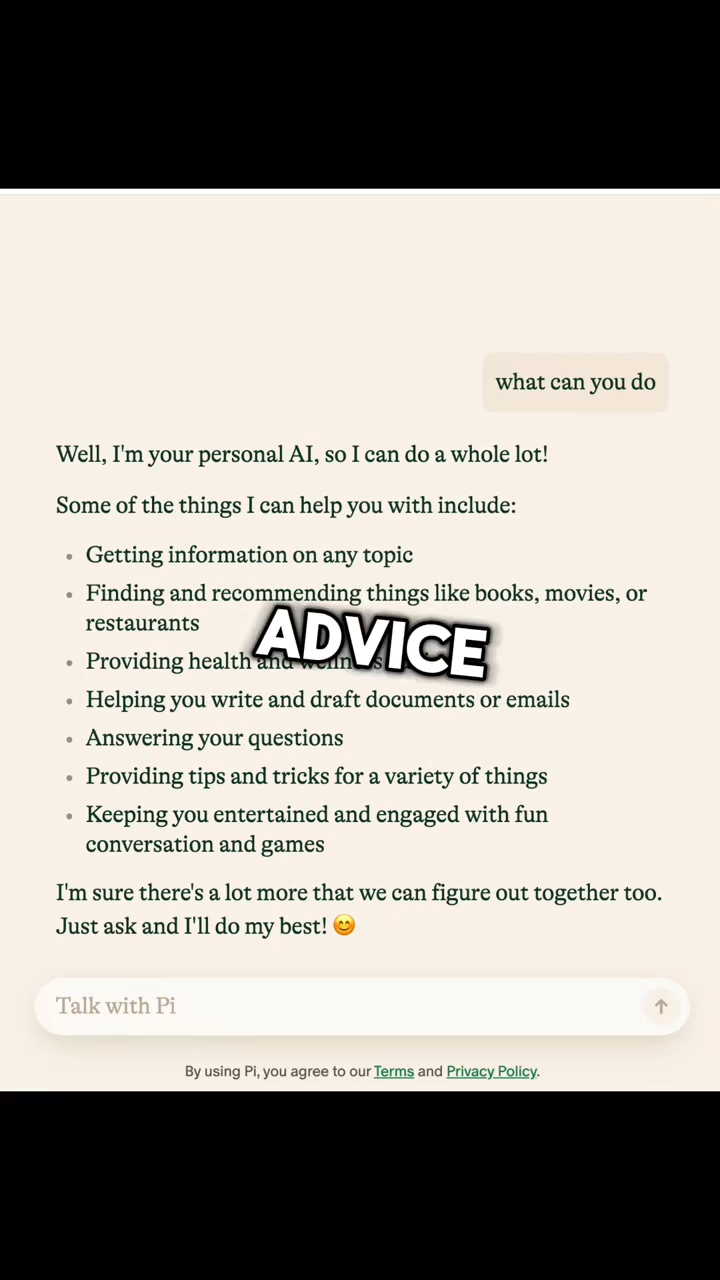 what can you do
Well, I'm your personal AI, so I can do a whole lot!
Some of the things I can help you with include:
Getting information on any topic
Finding and recommending things like books, movies, or
restaurants
ADVICE
Providing health and wellness
Helping you write and draft documents or emails
Answering your questions
Providing tips and tricks for a variety of things
Keeping you entertained and engaged with fun
conversation and games
I'm sure there's a lot more that we can figure out together too.
Just ask and I'll do my best! 😊
Talk with Pi
By using Pi, you agree to our Terms and Privacy Policy.